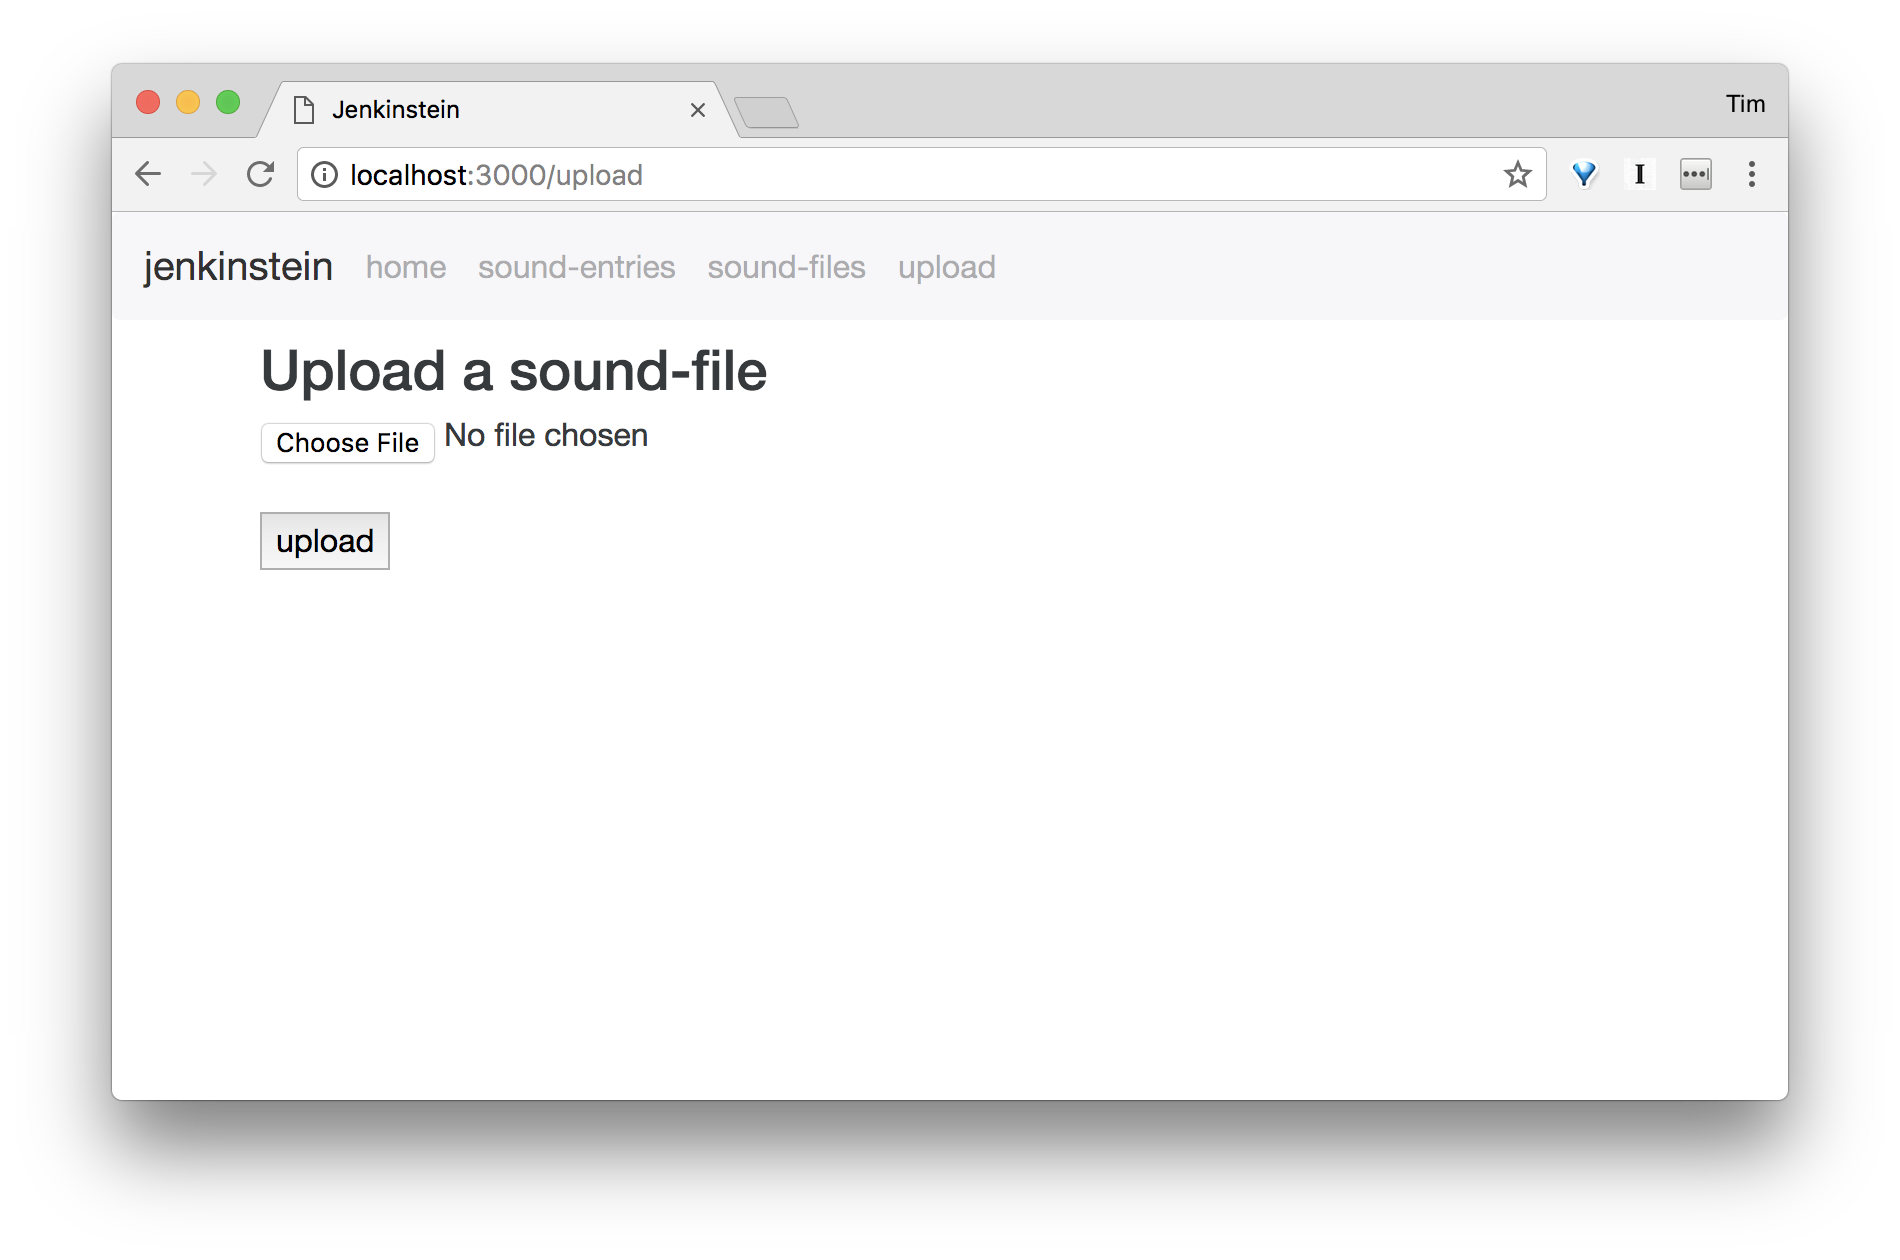 Jenkinstein
Tim
localhost:3000/upload
jenkinstein home sound-entries sound-files upload
Upload a sound-file
Choose File No file chosen
upload